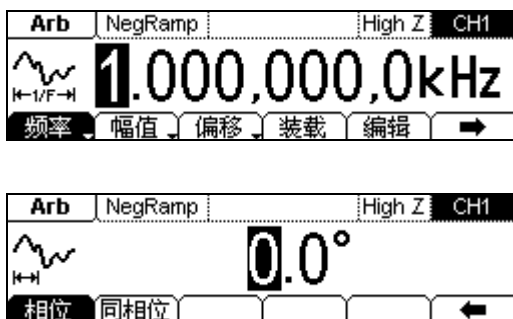 Arb NegRamp High Z CH1
1.000,000,0kHz
1/F
频率 幅值 偏移 装载 编辑
Arb NegRamp High Z CH1
0.0°
相位 同相位